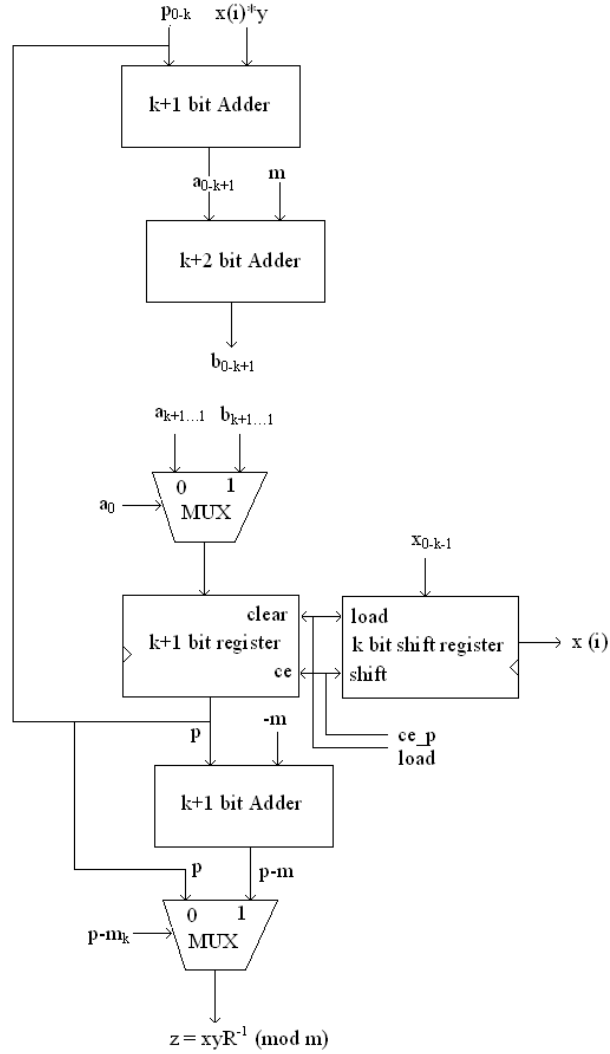 p0-k x(i)*y
k+1 bit Adder
a0-k+1 m
k+2 bit Adder
b0-k+1
ak+1...1 bk+1...1
0 1
a0 MUX
x0-k-1
clear load
k+1 bit register k bit shift register x (i)
ce shift
p -m ce_p
load
k+1 bit Adder
p p-m
0 1
p-mk MUX
z = xyR-1 (mod m)